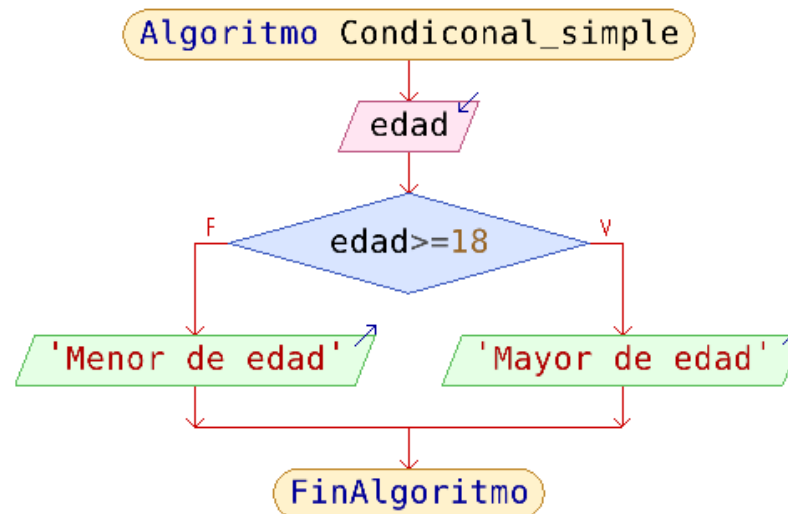 Algoritmo Condiconal_simple
edad
F
V
edad>=18
'Menor de edad'
'Mayor de edad'
FinAlgoritmo